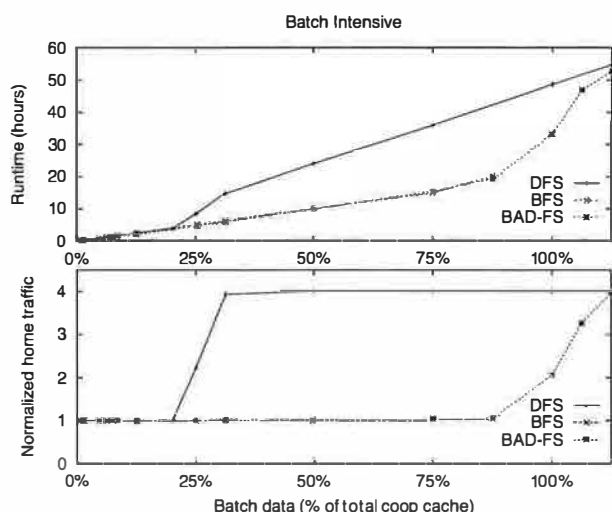 Batch Intensive
60
50
40
30
20
10
0
Runtime (hours)
DFS
BFS
BAD-FS
0% 25% 50% 75% 100%
4
3
2
1
0
Normalized home traffic
DFS
BFS
BAD-FS
0% 25% 50% 75% 100%
Batch data (% of total coop cache)